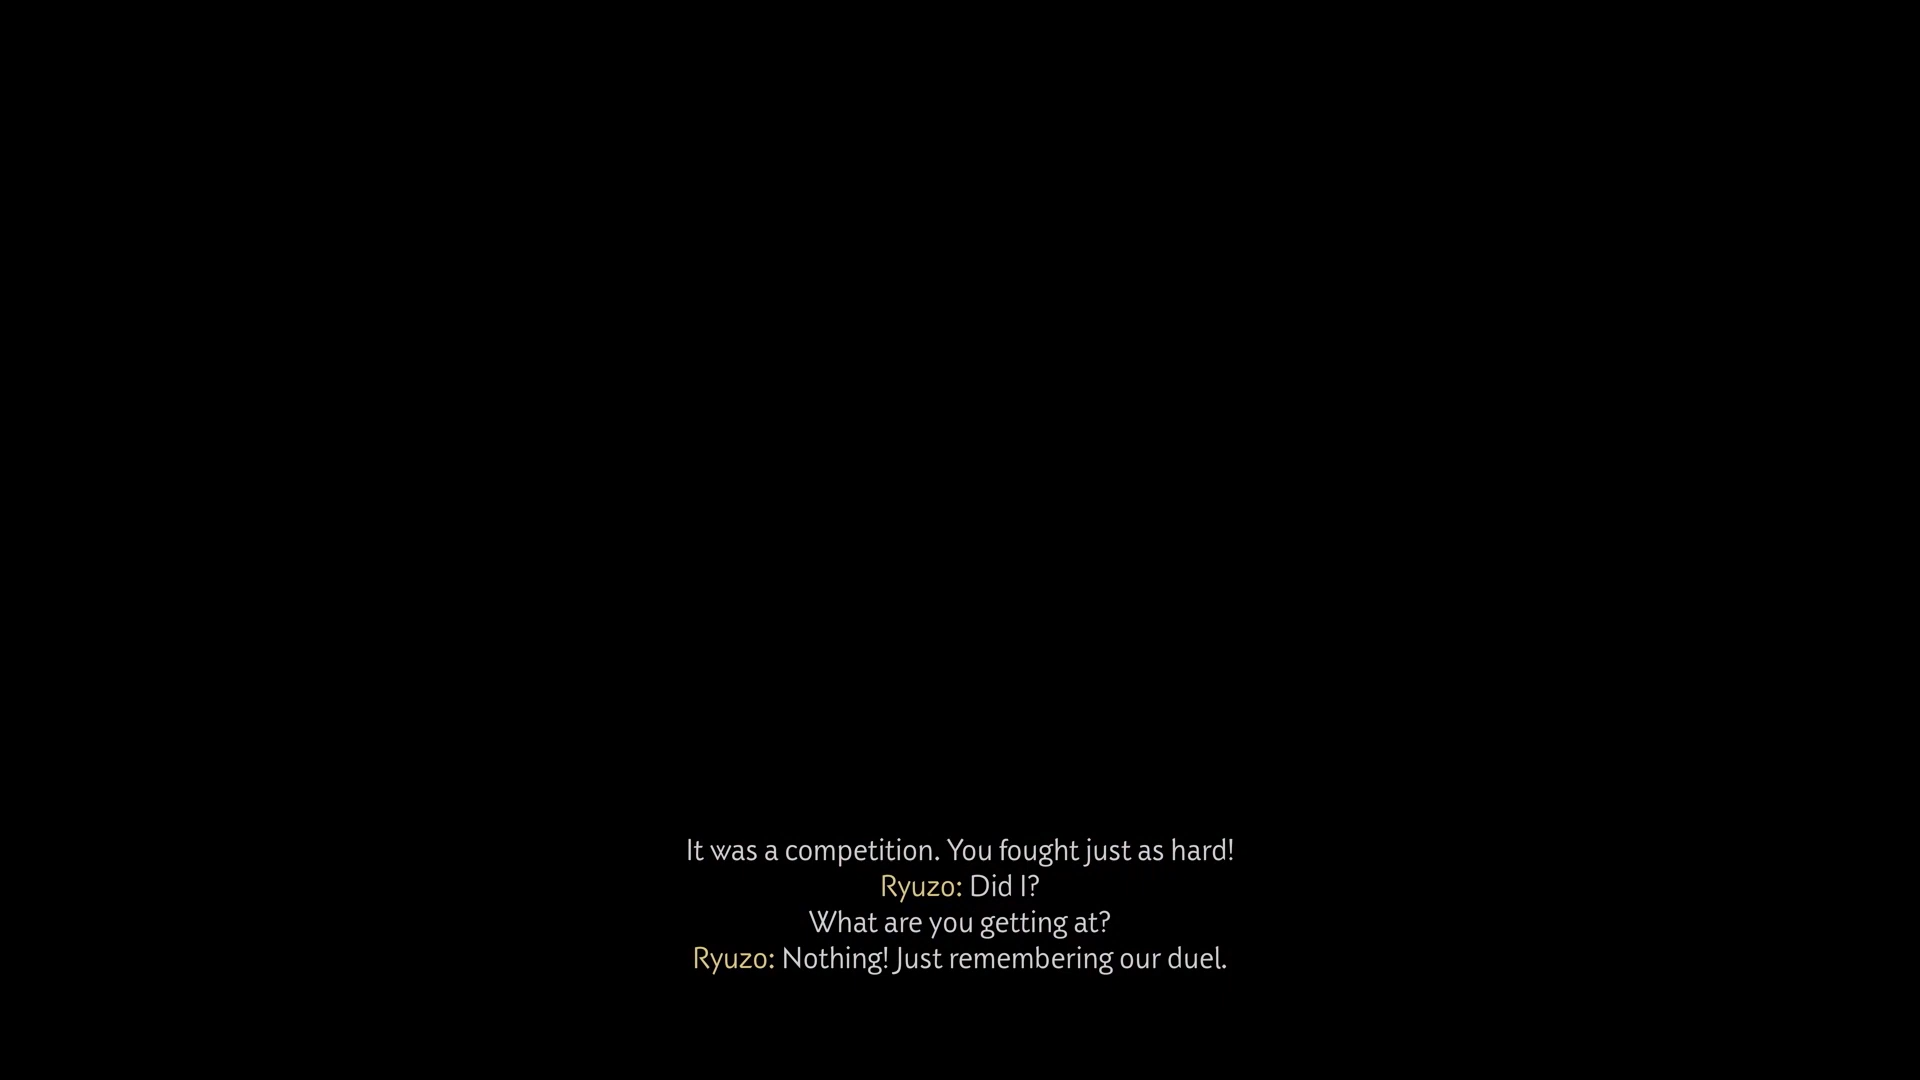 It was a competition. You fought just as hard!
Ryuzo: Did I?
What are you getting at?
Ryuzo: Nothing! Just remembering our duel.